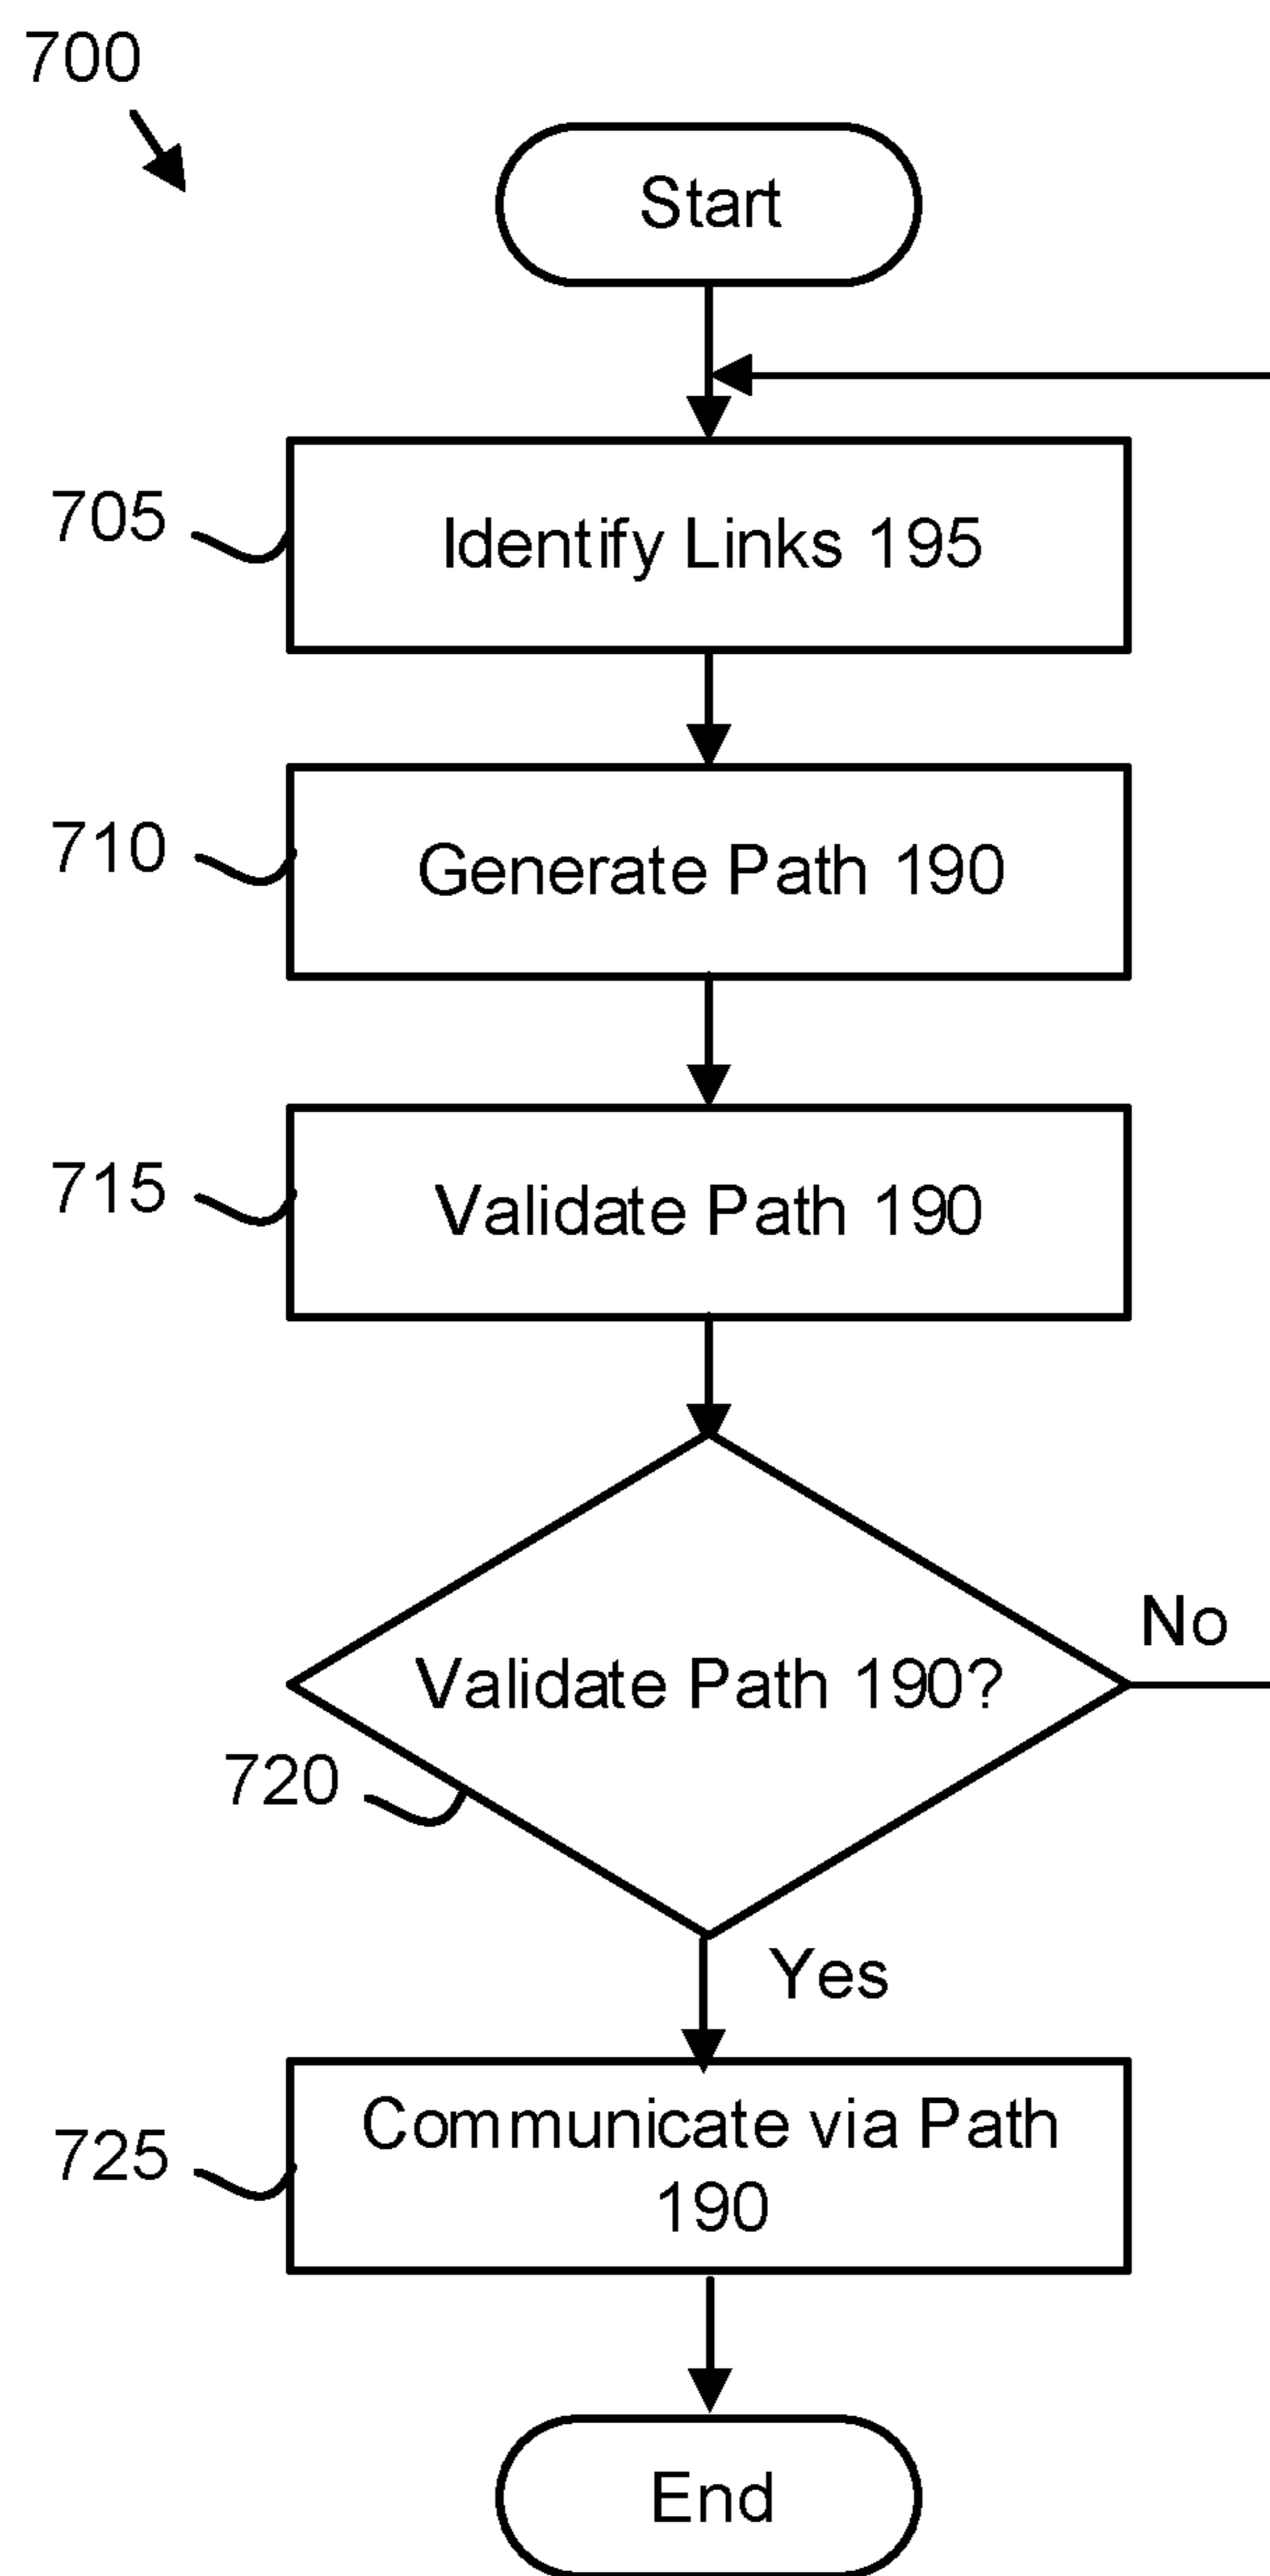 700
Start
705
Identify Links 195
710
Generate Path 190
715
Validate Path 190
Validate Path 190?
No
720
Yes
725
Communicate via Path
190
End